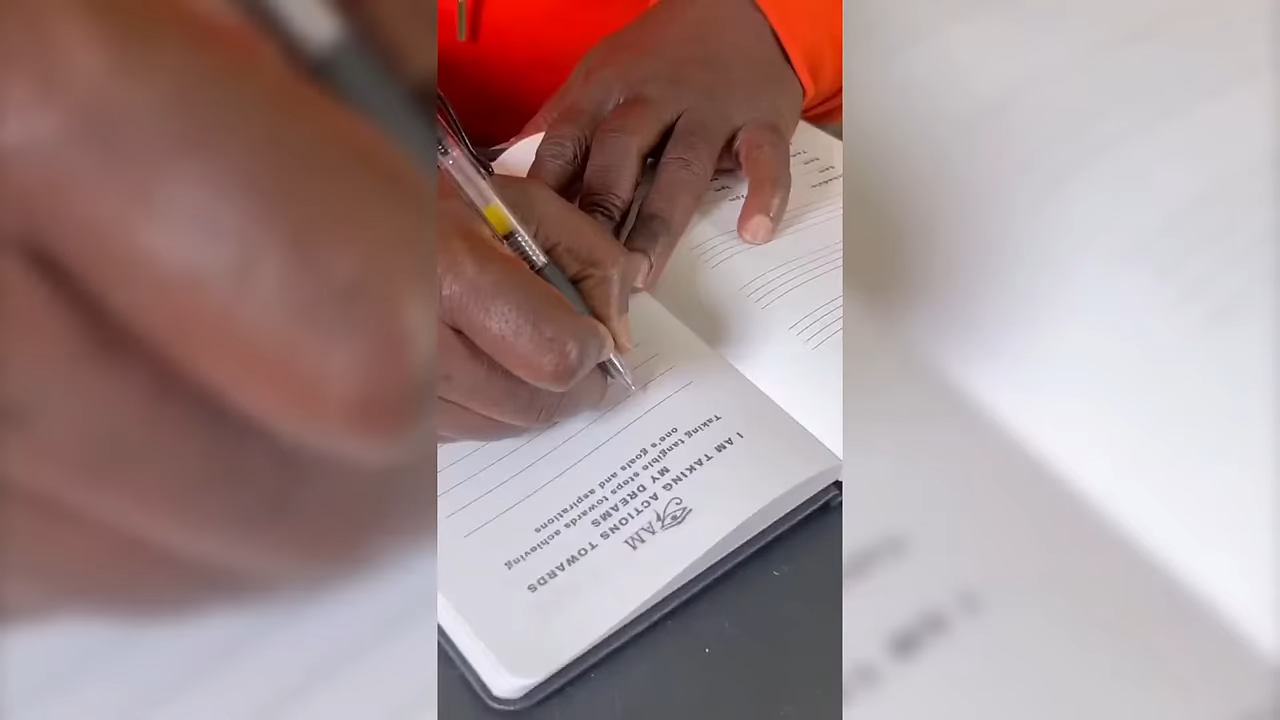 I AM
I AM TAKING ACTIONS TOWARDS
MY DREAMS
Taking tangible steps towards achieving
one's goals and aspirations